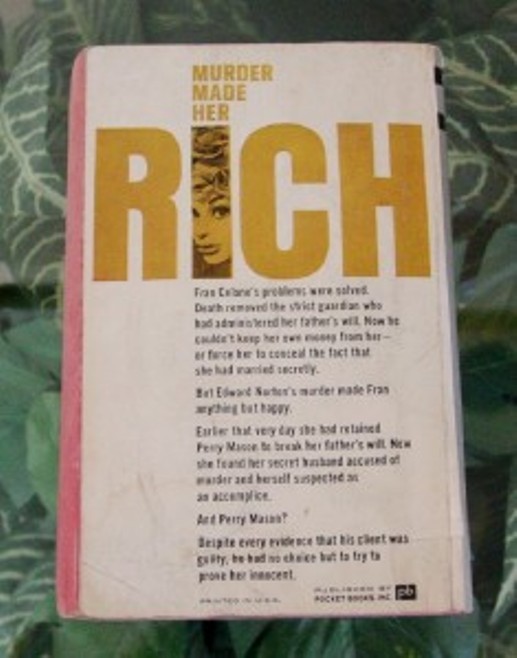 MURDER
MADE
HER
RICH
Fran Celane's problems were solved.
Death removed the strict guardian who
had administered her father's will. Now he
couldn't keep her own money from her—
or force her to conceal the fact that
she had married secretly.
But Edward Norton's murder made Fran
anything but happy.
Earlier that very day she had retained
Perry Mason to break her father's will. Now
she found her secret husband accused of
murder and herself suspected as
an accomplice.
And Perry Mason?
Despite every evidence that his client was
guilty, he had no choice but to try to
prove her innocent.
PRINTED IN U.S.A.
PUBLISHED BY
POCKET BOOKS, INC.
pb